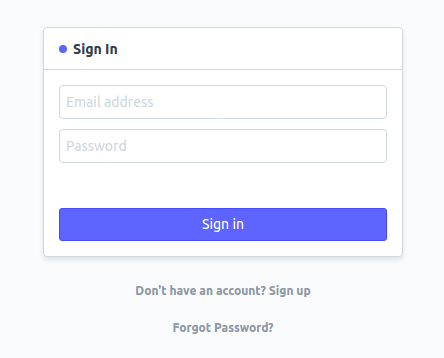 Sign In
Email address
Password
Sign in
Don't have an account? Sign up
Forgot Password?